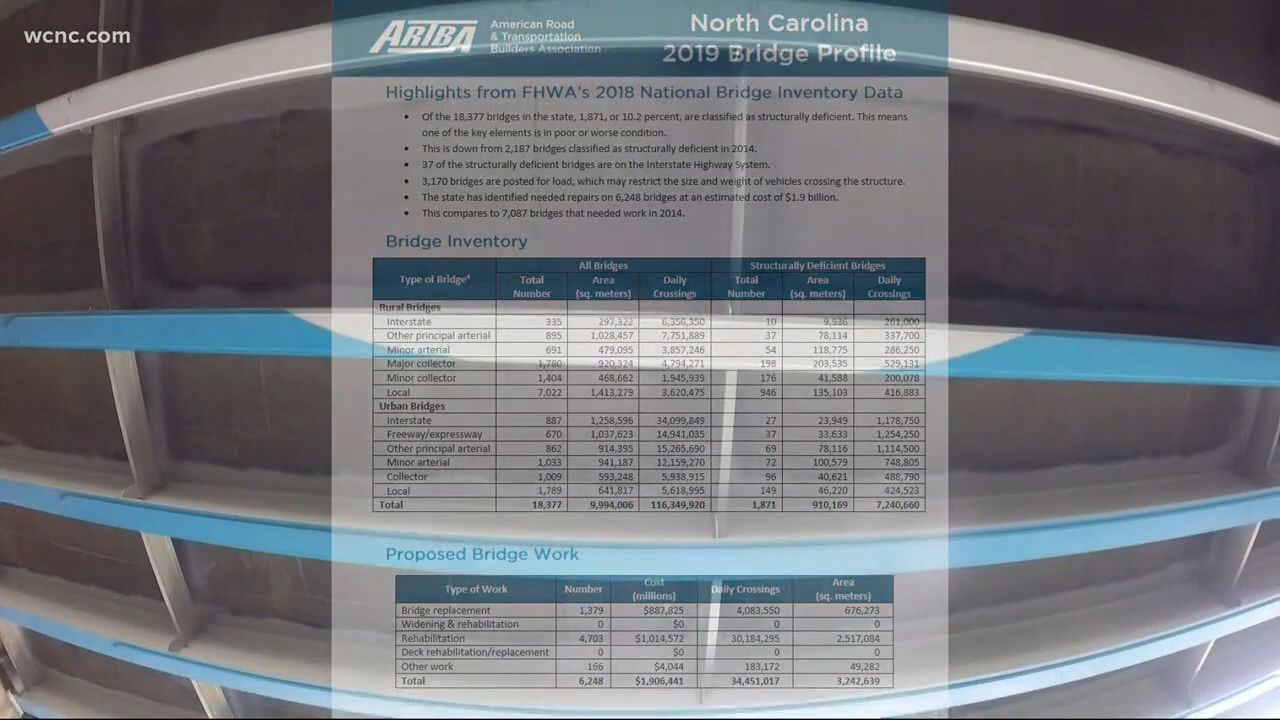 wcnc.com
ARTBA
American Road
& Transportation
Builders Association
North Carolina
2019 Bridge Profile
Highlights from FHWA's 2018 National Bridge Inventory Data
• Of the 18,377 bridges in the state, 1,871, or 10.2 percent, are classified as structurally deficient. This means
one of the key elements is in poor or worse condition.
• This is down from 2,187 bridges classified as structurally deficient in 2014.
• 37 of the structurally deficient bridges are on the Interstate Highway System.
• 3,170 bridges are posted for load, which may restrict the size and weight of vehicles crossing the structure.
• The state has identified needed repairs on 6,248 bridges at an estimated cost of $1.9 billion.
• This compares to 7,087 bridges that needed work in 2014.
Bridge Inventory
All Bridges Structurally Deficient Bridges
Type of Bridge⁴ Total Number Area (sq. meters) Daily Crossings Total Number Area (sq. meters) Daily Crossings
Rural Bridges
Interstate 335 297,322 6,356,350 10 9,936 261,000
Other principal arterial 895 1,028,457 7,751,889 37 78,114 337,700
Minor arterial 691 479,095 3,857,246 54 118,775 286,250
Major collector 1,780 920,324 4,794,271 198 203,535 529,131
Minor collector 1,404 468,662 1,945,939 176 41,588 200,078
Local 7,022 1,413,279 3,620,475 946 135,103 416,883
Urban Bridges
Interstate 887 1,258,596 34,099,849 27 23,949 1,178,750
Freeway/expressway 670 1,037,623 14,941,035 37 33,633 1,254,250
Other principal arterial 862 914,395 15,265,690 69 78,116 1,114,500
Minor arterial 1,033 941,187 12,159,270 72 100,579 748,805
Collector 1,009 593,248 5,938,915 96 40,621 488,790
Local 1,789 641,817 5,618,995 149 46,220 424,523
Total 18,377 9,994,006 116,349,920 1,871 910,169 7,240,660
Proposed Bridge Work
Type of Work Number Cost (millions) Daily Crossings Area (sq. meters)
Bridge replacement 1,379 $887,825 4,083,550 676,273
Widening & rehabilitation 0 $0 0 0
Rehabilitation 4,703 $1,014,572 30,184,295 2,517,084
Deck rehabilitation/replacement 0 $0 0 0
Other work 166 $4,044 183,172 49,282
Total 6,248 $1,906,441 34,451,017 3,242,639